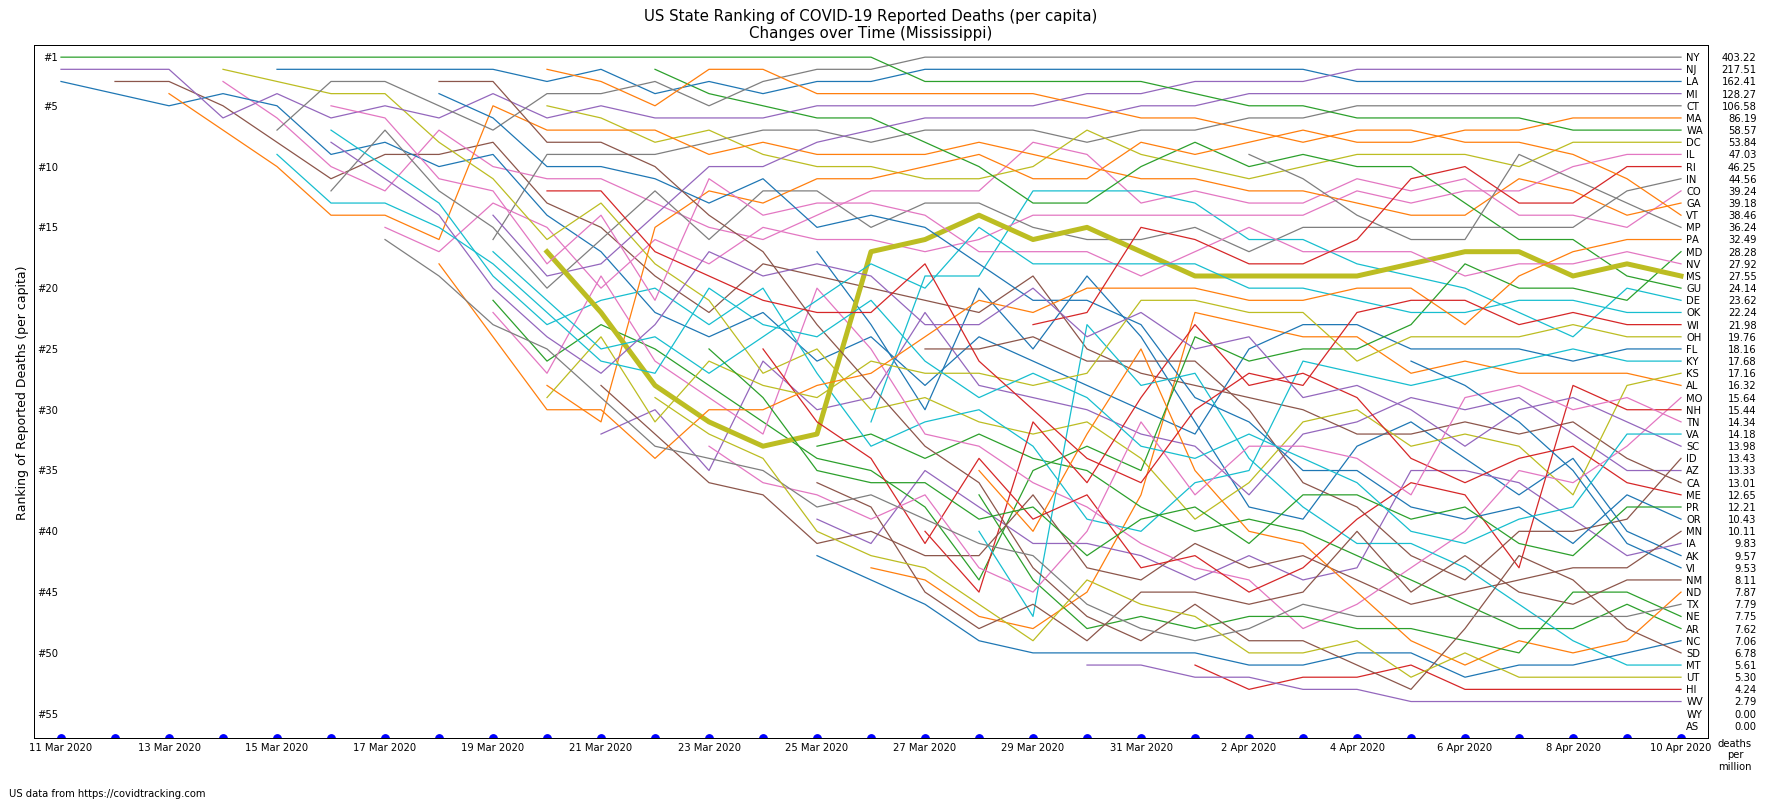 US State Ranking of COVID-19 Reported Deaths (per capita)
Changes over Time (Mississippi)
Ranking of Reported Deaths (per capita)
#1
#5
#10
#15
#20
#25
#30
#35
#40
#45
#50
#55
NY 403.22
NJ 217.51
LA 162.41
MI 128.27
CT 106.58
MA 86.19
WA 58.57
DC 53.84
IL 47.03
RI 46.25
IN 44.56
CO 39.24
GA 39.18
VT 38.46
MP 36.24
PA 32.49
MD 28.28
NV 27.92
MS 27.55
GU 24.14
DE 23.62
OK 22.24
WI 21.98
OH 19.76
FL 18.16
KY 17.68
KS 17.16
AL 16.32
MO 15.64
NH 15.44
TN 14.34
VA 14.18
SC 13.98
ID 13.43
AZ 13.33
CA 13.01
ME 12.65
PR 12.21
OR 10.43
MN 10.11
IA 9.83
AK 9.57
VI 9.53
NM 8.11
ND 7.87
TX 7.79
NE 7.75
AR 7.62
NC 7.06
SD 6.78
MT 5.61
UT 5.30
HI 4.24
WV 2.79
WY 0.00
AS 0.00
11 Mar 2020 13 Mar 2020 15 Mar 2020 17 Mar 2020 19 Mar 2020 21 Mar 2020 23 Mar 2020 25 Mar 2020 27 Mar 2020 29 Mar 2020 31 Mar 2020 2 Apr 2020 4 Apr 2020 6 Apr 2020 8 Apr 2020 10 Apr 2020
deaths
per
million
US data from https://covidtracking.com